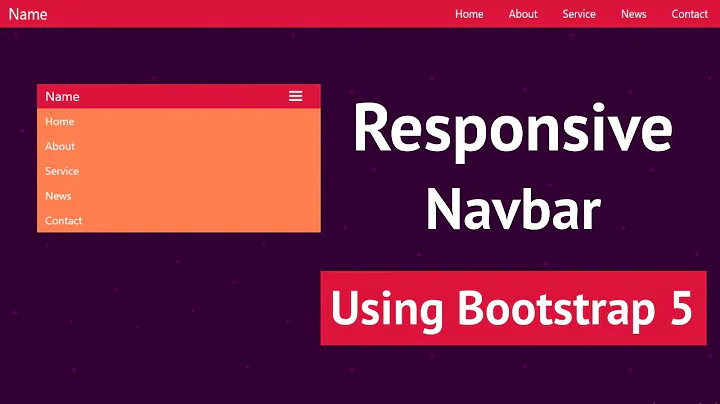 Name Home About Service News Contact
Name
Home
About
Service
News
Contact
Responsive
Navbar
Using Bootstrap 5